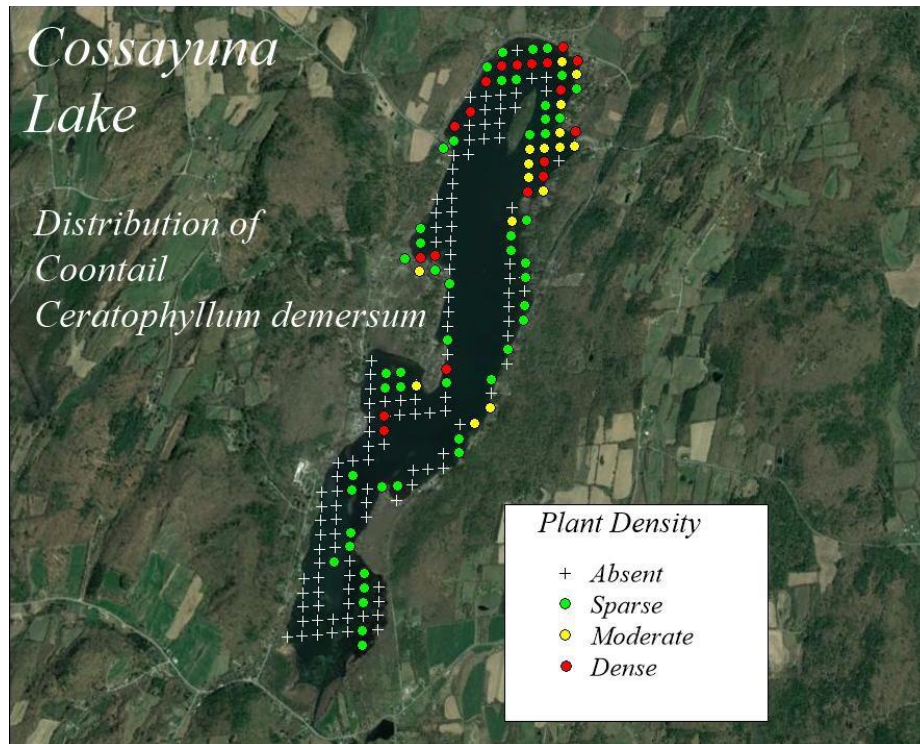 Cossayuna
Lake
Distribution of
Coontail
Ceratophyllum demersum
Plant Density
Absent
Sparse
Moderate
Dense